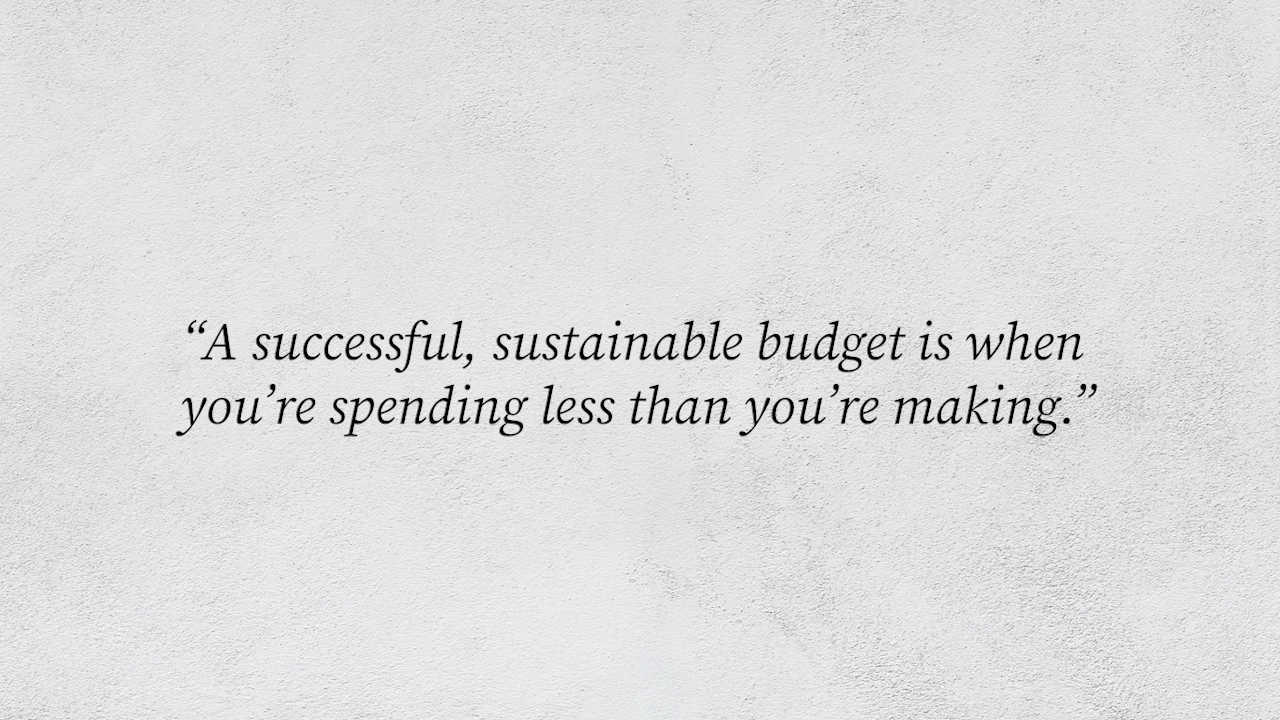 “A successful, sustainable budget is when
you’re spending less than you’re making.”